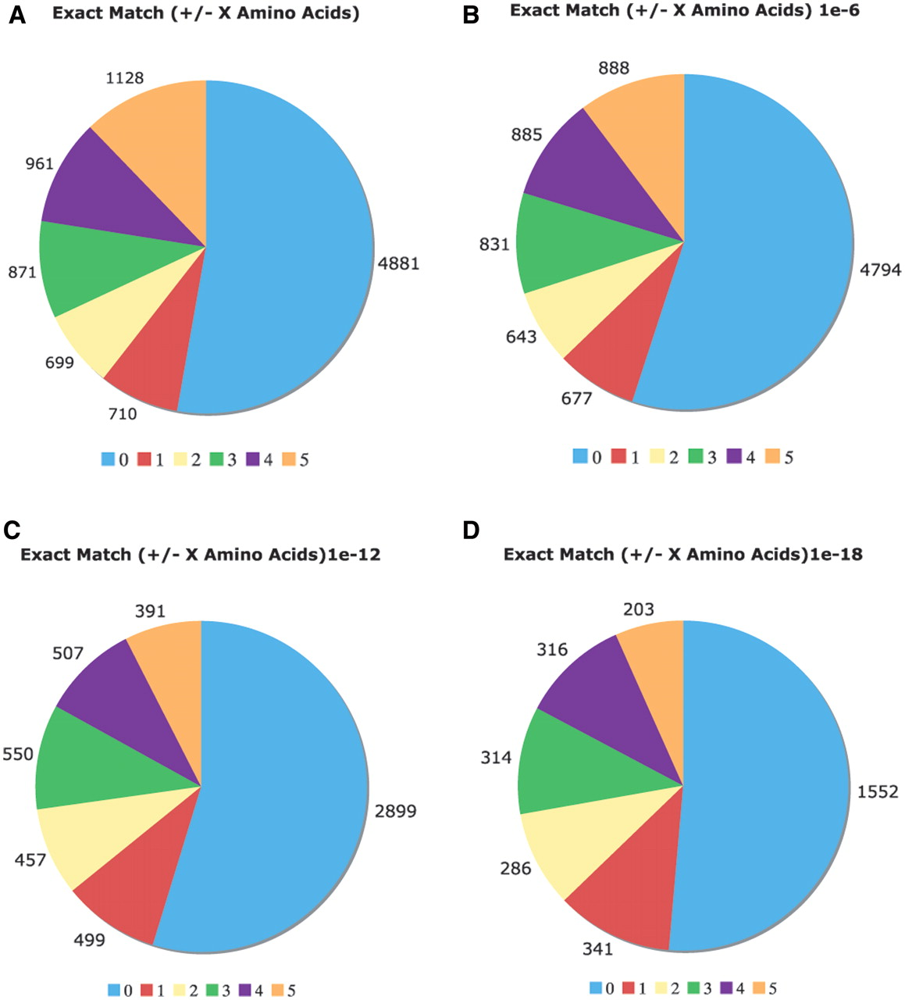 A
Exact Match (+/- X Amino Acids)
1128
961
871
699
710
4881
0 1 2 3 4 5
B
Exact Match (+/- X Amino Acids) 1e-6
888
885
831
643
677
4794
0 1 2 3 4 5
C
Exact Match (+/- X Amino Acids)1e-12
391
507
550
457
499
2899
0 1 2 3 4 5
D
Exact Match (+/- X Amino Acids)1e-18
203
316
314
286
341
1552
0 1 2 3 4 5